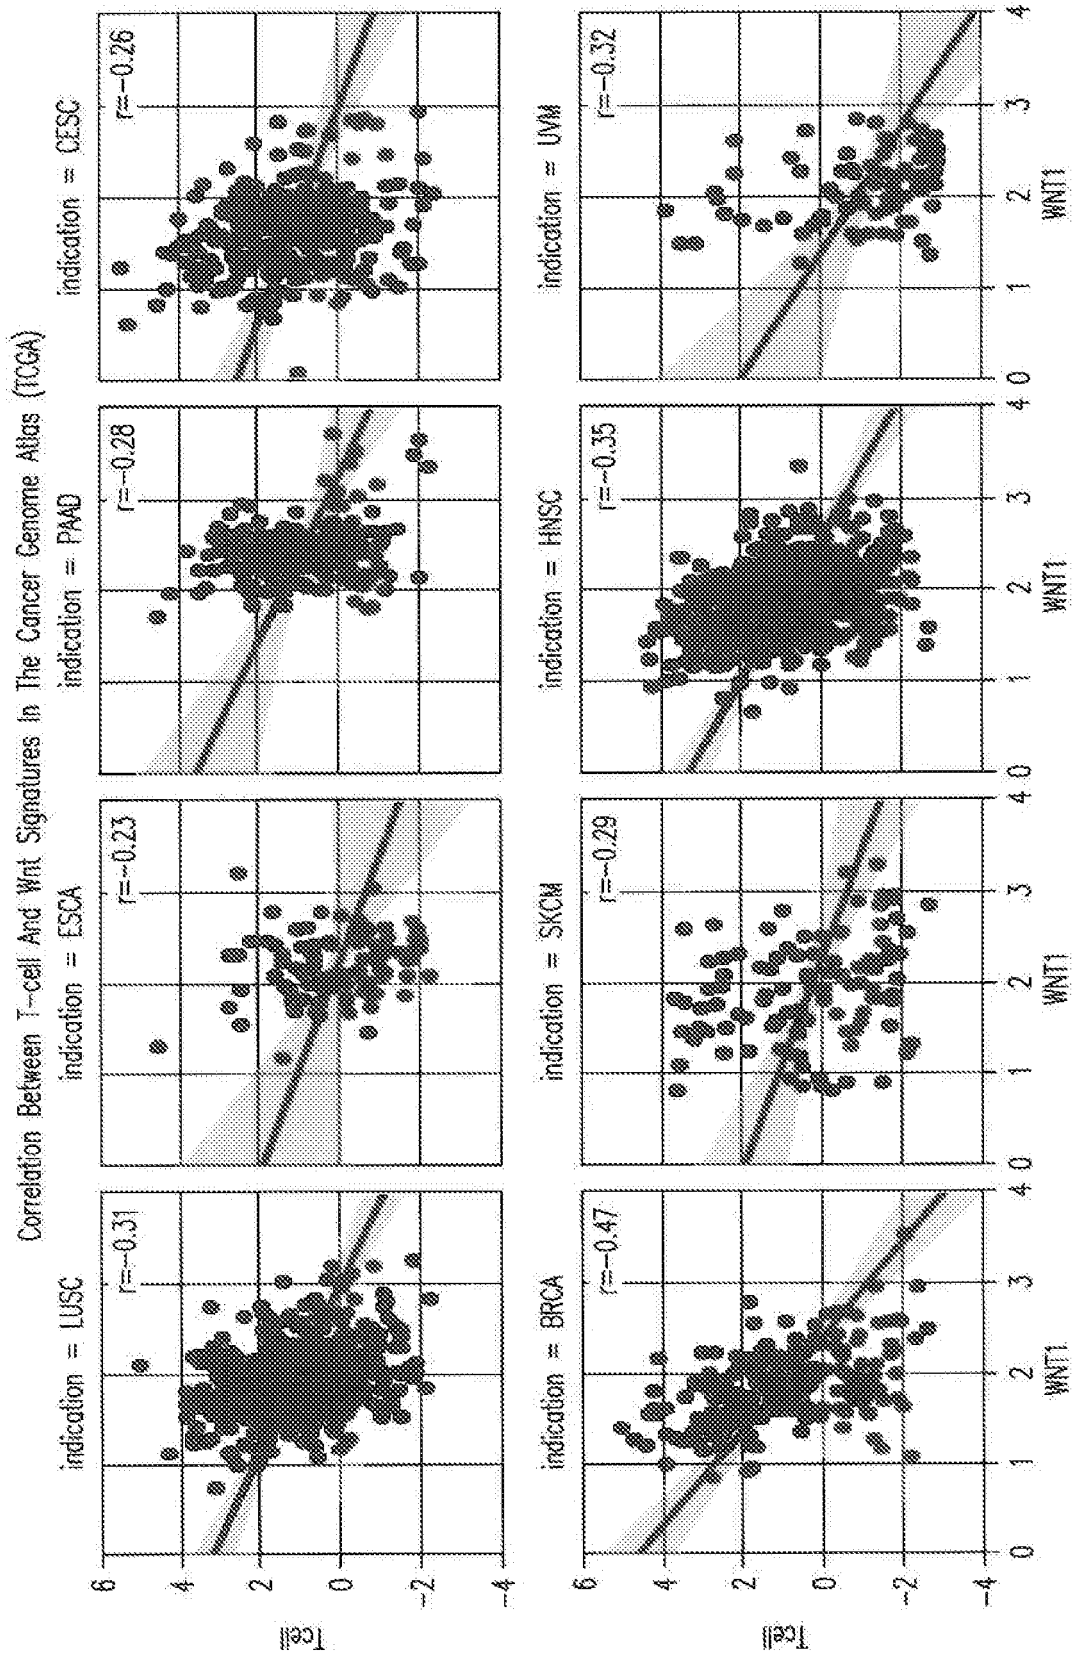 Correlation Between T-cell And Wnt Signatures In The Cancer Genome Atlas (TCGA)
indication = LUSC
indication = ESCA
indication = PAAD
indication = CESC
r=-0.31
r=-0.23
r=-0.28
r=-0.26
Tcell
6
4
2
0
-2
-4
indication = BRCA
indication = SKCM
indication = HNSC
indication = UVM
r=-0.47
r=-0.29
r=-0.35
r=-0.32
Tcell
6
4
2
0
-2
-4
0 1 2 3 4
0 1 2 3 4
0 1 2 3 4
0 1 2 3 4
WNT1
WNT1
WNT1
WNT1